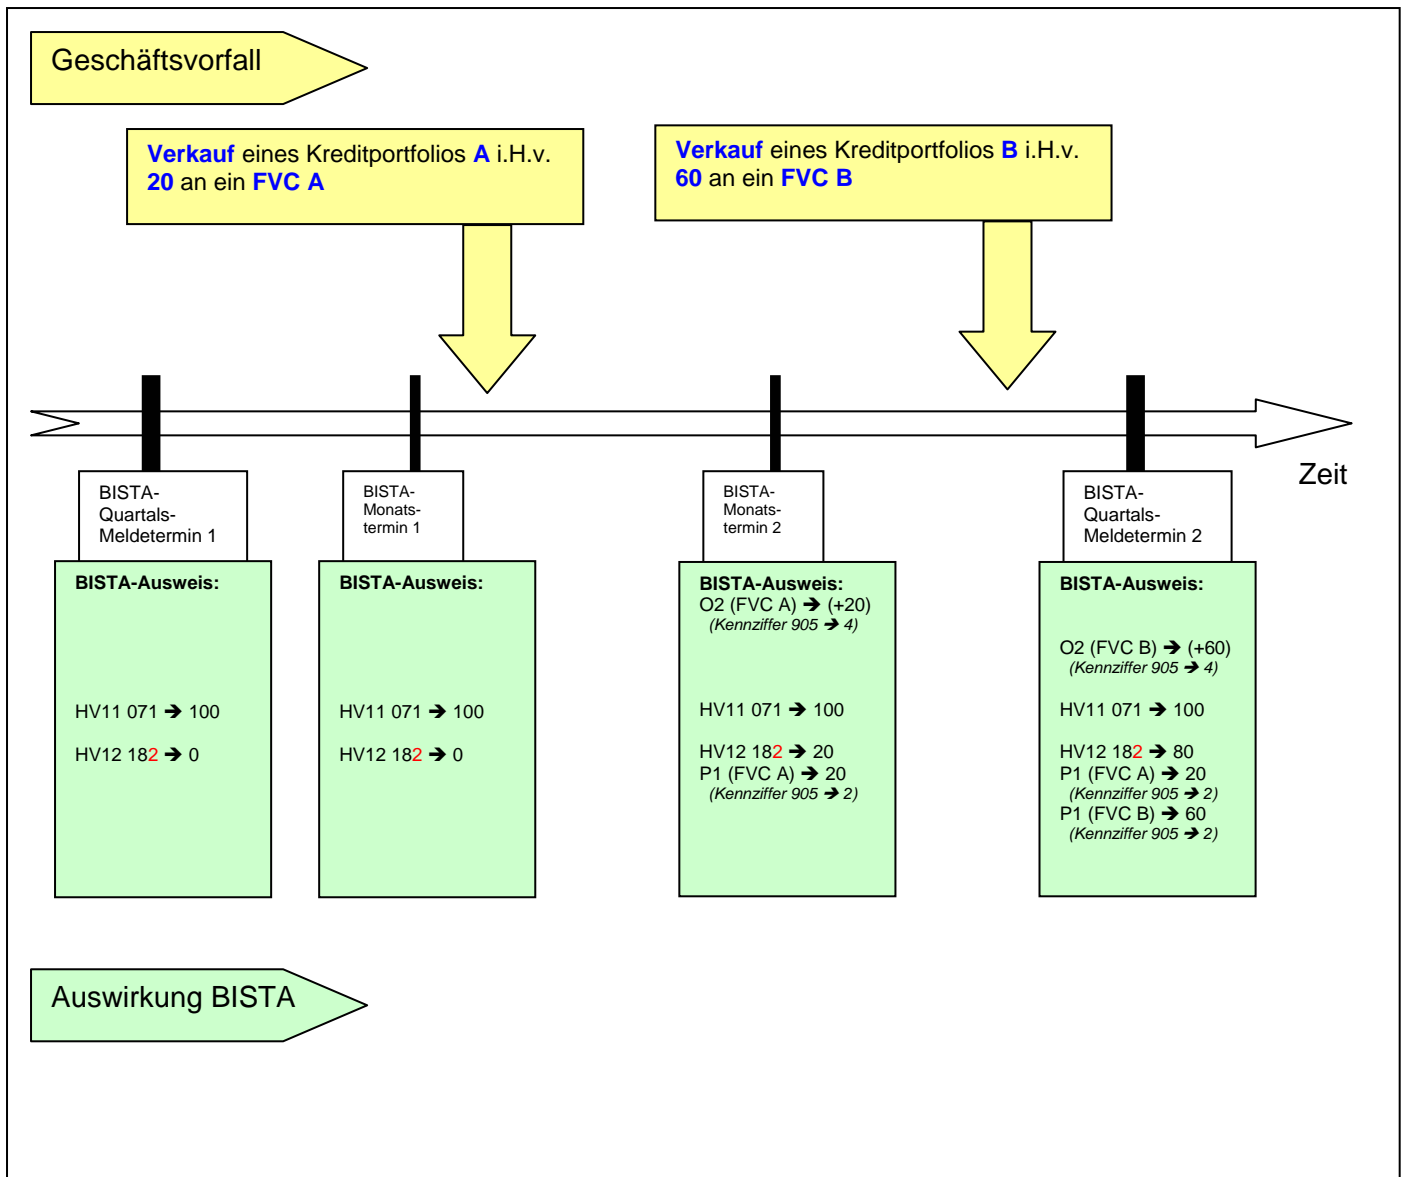 Geschäftsvorfall
Verkauf eines Kreditportfolios A i.H.v.
20 an ein FVC A
Verkauf eines Kreditportfolios B i.H.v.
60 an ein FVC B
Zeit
BISTA-
Quartals-
Meldetermin 1
BISTA-Ausweis:
HV11 071 ➔ 100
HV12 182 ➔ 0
BISTA-
Monats-
termin 1
BISTA-Ausweis:
HV11 071 ➔ 100
HV12 182 ➔ 0
BISTA-
Monats-
termin 2
BISTA-Ausweis:
O2 (FVC A) ➔ (+20)
(Kennziffer 905 ➔ 4)
HV11 071 ➔ 100
HV12 182 ➔ 20
P1 (FVC A) ➔ 20
(Kennziffer 905 ➔ 2)
BISTA-
Quartals-
Meldetermin 2
BISTA-Ausweis:
O2 (FVC B) ➔ (+60)
(Kennziffer 905 ➔ 4)
HV11 071 ➔ 100
HV12 182 ➔ 80
P1 (FVC A) ➔ 20
(Kennziffer 905 ➔ 2)
P1 (FVC B) ➔ 60
(Kennziffer 905 ➔ 2)
Auswirkung BISTA